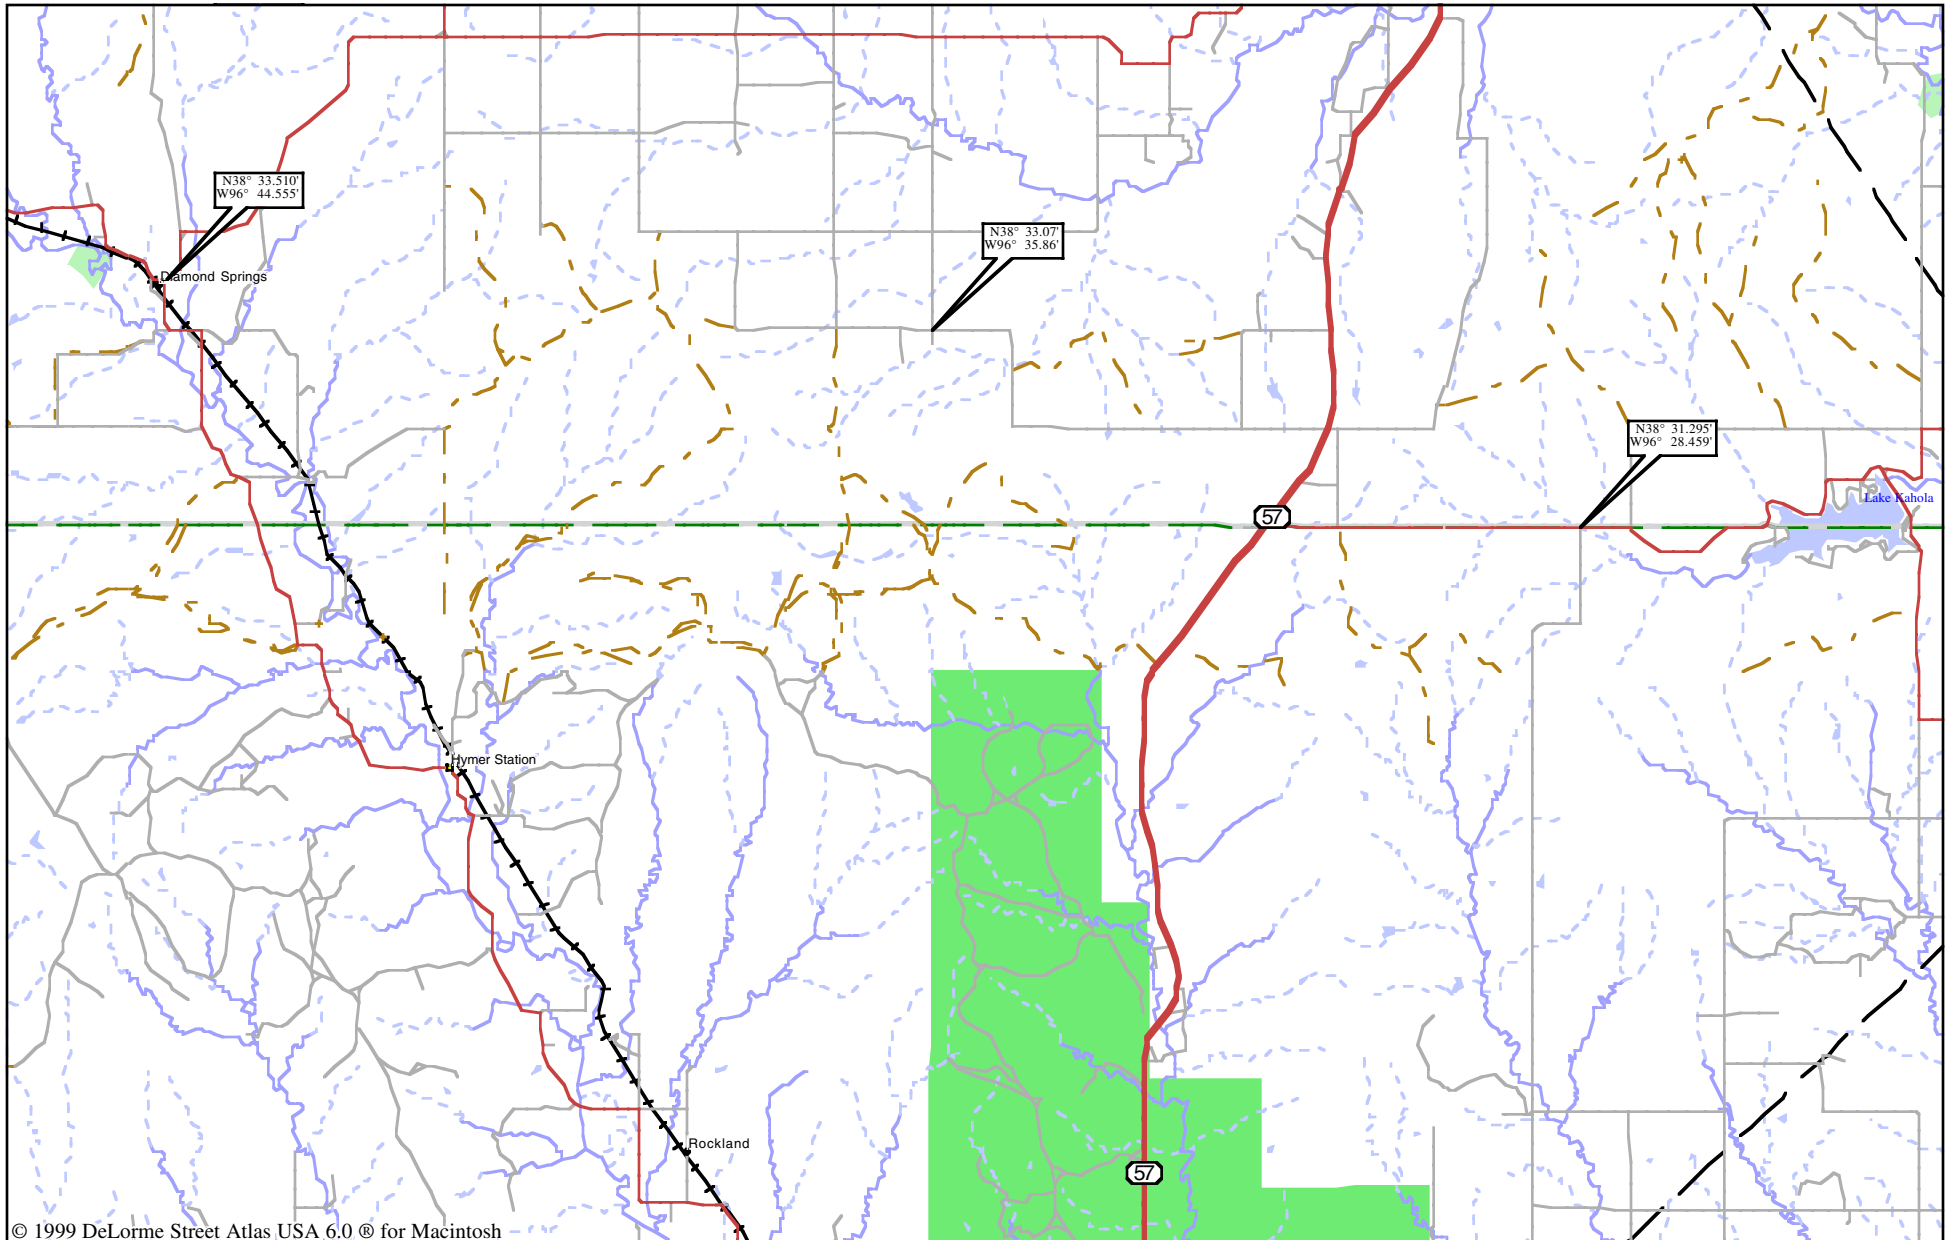 N38° 33.510'
W96° 44.555'
N38° 33.07'
W96° 35.86'
Diamond Springs
N38° 31.295'
W96° 28.459'
Lake Kahola
57
Hymer Station
Rockland
57
© 1999 DeLorme Street Atlas USA 6.0 ® for Macintosh